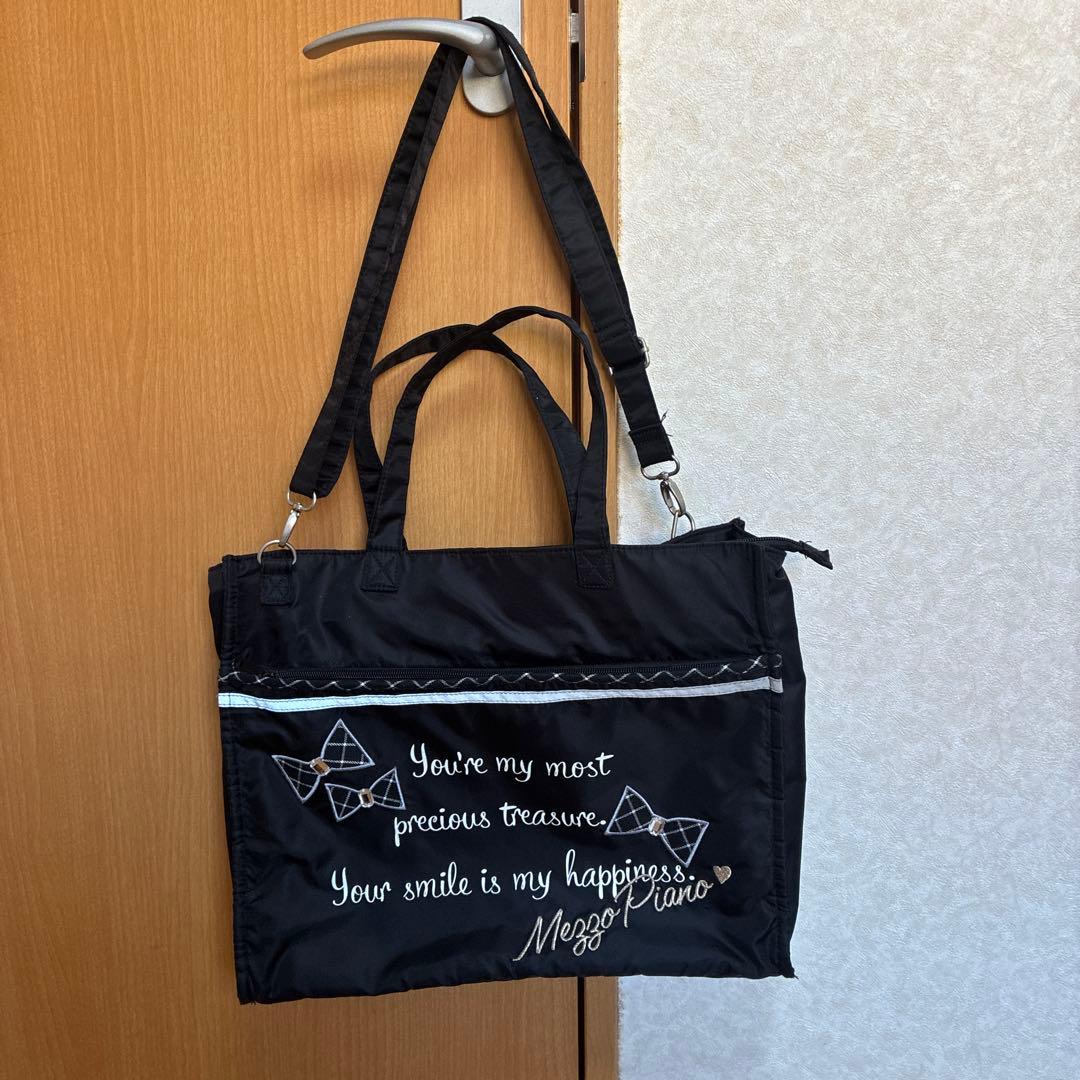 You're my most
precious treasure.
Your smile is my happiness.
Mezzo Piano